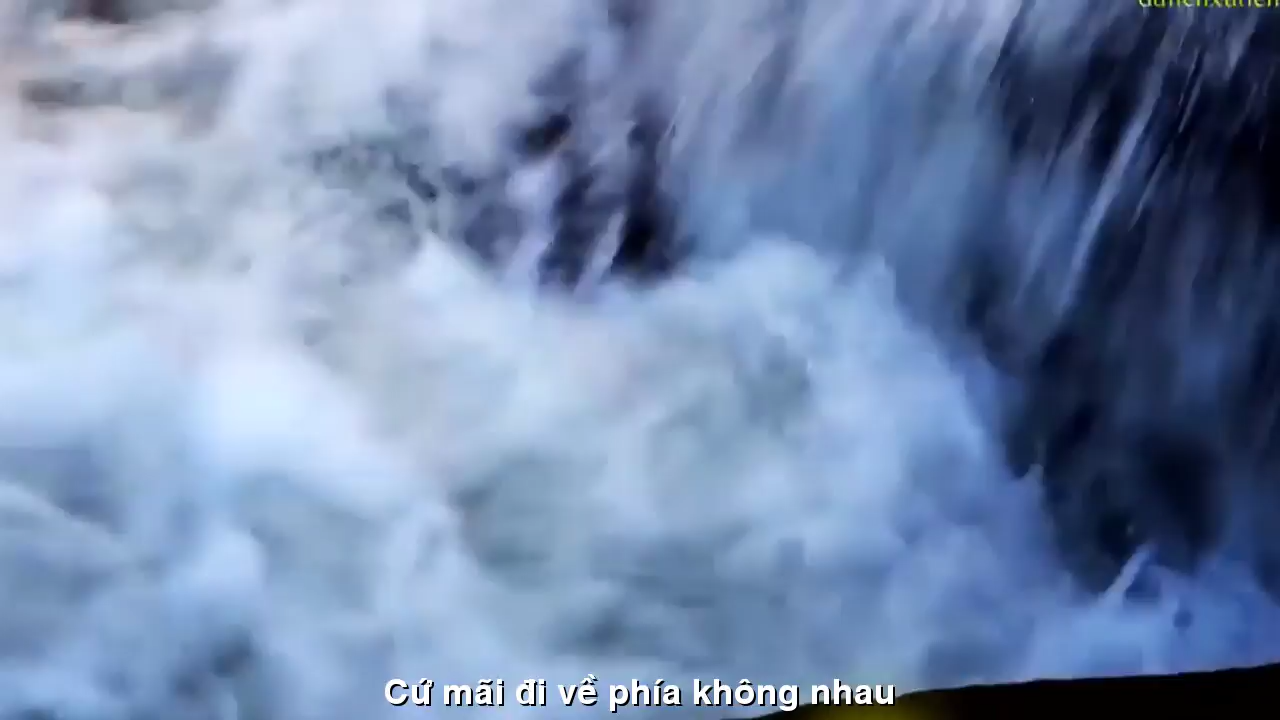 Cứ mãi đi về phía không nhau